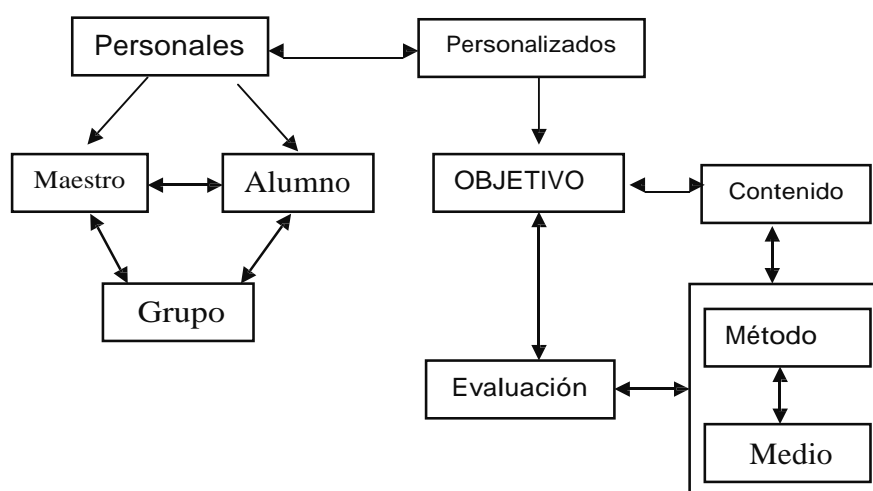 Personales
Personalizados
Maestro
Alumno
OBJETIVO
Contenido
Grupo
Método
Evaluación
Medio